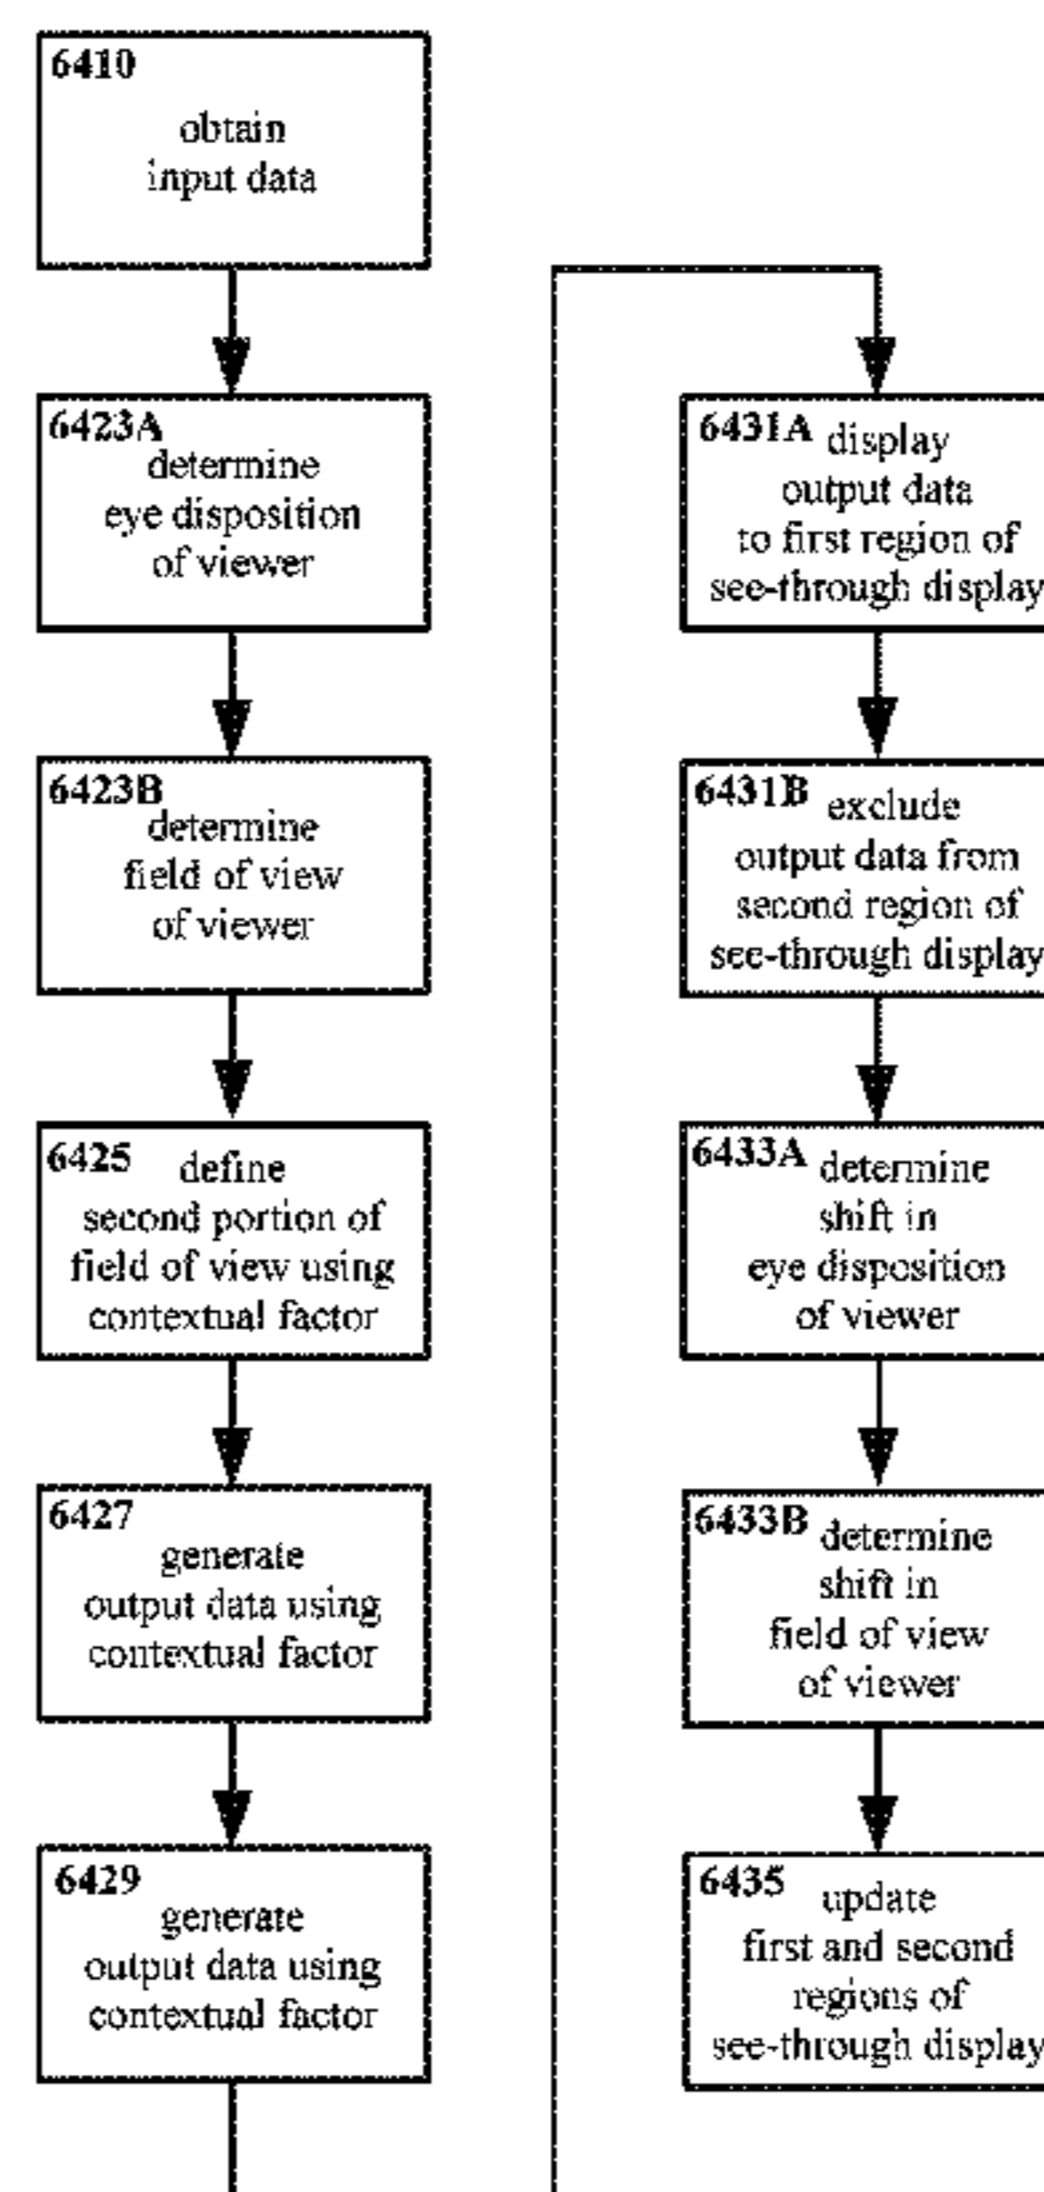 6410
obtain
input data
6423A
determine
eye disposition
of viewer
6423B
determine
field of view
of viewer
6425 define
second portion of
field of view using
contextual factor
6427
generate
output data using
contextual factor
6429
generate
output data using
contextual factor
6431A display
output data
to first region of
see-through display
6431B exclude
output data from
second region of
see-through display
6433A determine
shift in
eye disposition
of viewer
6433B determine
shift in
field of view
of viewer
6435 update
first and second
regions of
see-through display